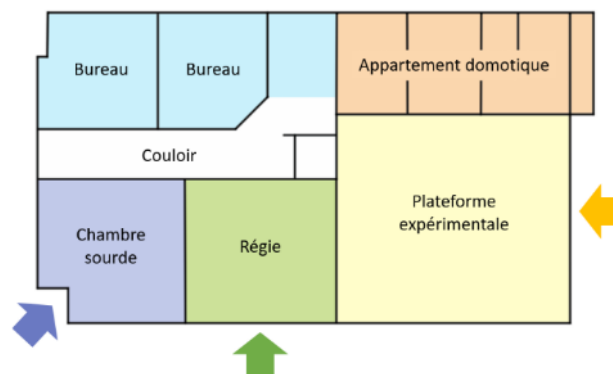 Bureau
Bureau
Appartement domotique
Couloir
Chambre
sourde
Régie
Plateforme
expérimentale